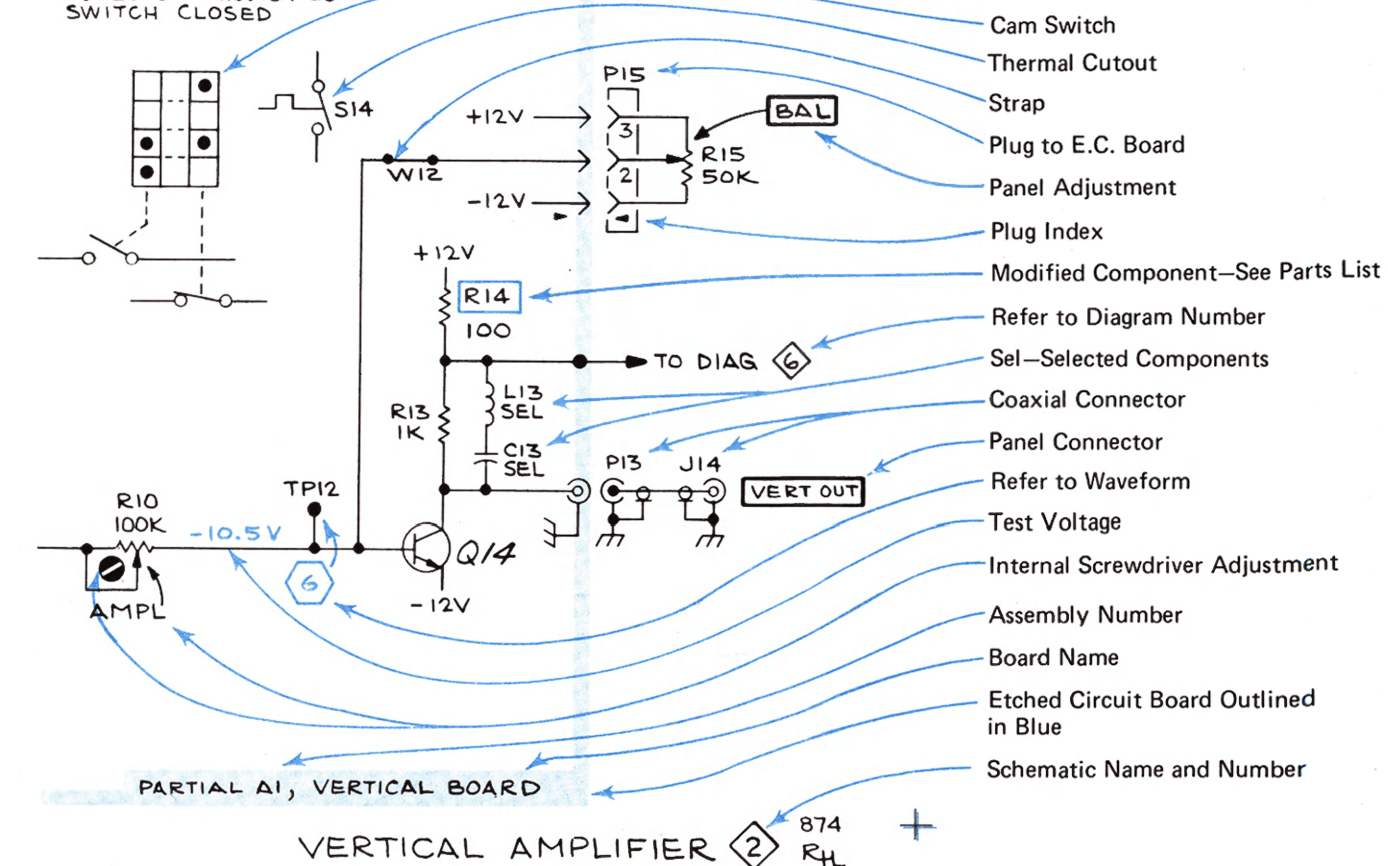 SWITCH CLOSED
Cam Switch
Thermal Cutout
Strap
Plug to E.C. Board
Panel Adjustment
Plug Index
Modified Component—See Parts List
Refer to Diagram Number
Sel—Selected Components
Coaxial Connector
Panel Connector
Refer to Waveform
Test Voltage
Internal Screwdriver Adjustment
Assembly Number
Board Name
Etched Circuit Board Outlined
in Blue
Schematic Name and Number
S14
P15
+12V
3
BAL
W12
2
R15
50K
-12V
+12V
R14
100
TO DIAG 6
L13
SEL
R13
1K
C13
SEL
P13
J14
VERT OUT
R10
100K
-10.5V
TP12
6
Q14
-12V
AMPL
PARTIAL A1, VERTICAL BOARD
VERTICAL AMPLIFIER 2
874
RH